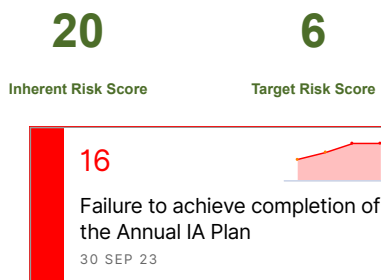 20 6
Inherent Risk Score Target Risk Score
16
Failure to achieve completion of
the Annual IA Plan
30 SEP 23